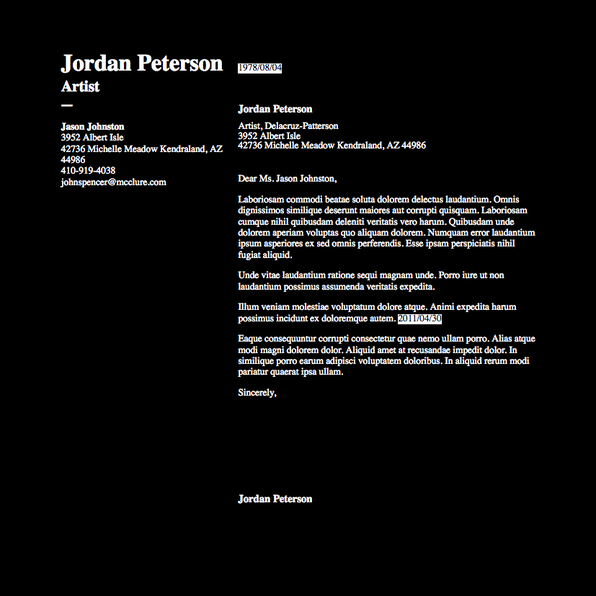 Jordan Peterson
Artist
Jason Johnston
3952 Albert Isle
42736 Michelle Meadow Kendraland, AZ
44986
410-919-4038
johnspencer@mcclure.com
1978/08/04
Jordan Peterson
Artist, Delacruz-Patterson
3952 Albert Isle
42736 Michelle Meadow Kendraland, AZ 44986
Dear Ms. Jason Johnston,
Laboriosam commodi beatae soluta dolorem delectus laudantium. Omnis
dignissimos similique deserunt maiores aut corrupti quisquam. Laboriosam
cumque nihil quibusdam deleniti veritatis vero harum. Quibusdam unde
dolorem aperiam voluptas quo aliquam dolorem. Numquam error laudantium
ipsum asperiores ex sed omnis perferendis. Esse ipsam perspiciatis nihil
fugiat aliquid.
Unde vitae laudantium ratione sequi magnam unde. Porro iure ut non
laudantium possimus assumenda veritatis expedita.
Illum veniam molestiae voluptatum dolore atque. Animi expedita harum
possimus incidunt ex doloremque autem. 2011/04/30
Eaque consequuntur corrupti consectetur quae nemo ullam porro. Alias atque
modi magni dolorem dolor. Aliquid amet at recusandae impedit dolor. In
similique porro earum adipisci voluptatem doloribus. In aliquid rerum modi
pariatur quaerat ipsa ullam.
Sincerely,
Jordan Peterson